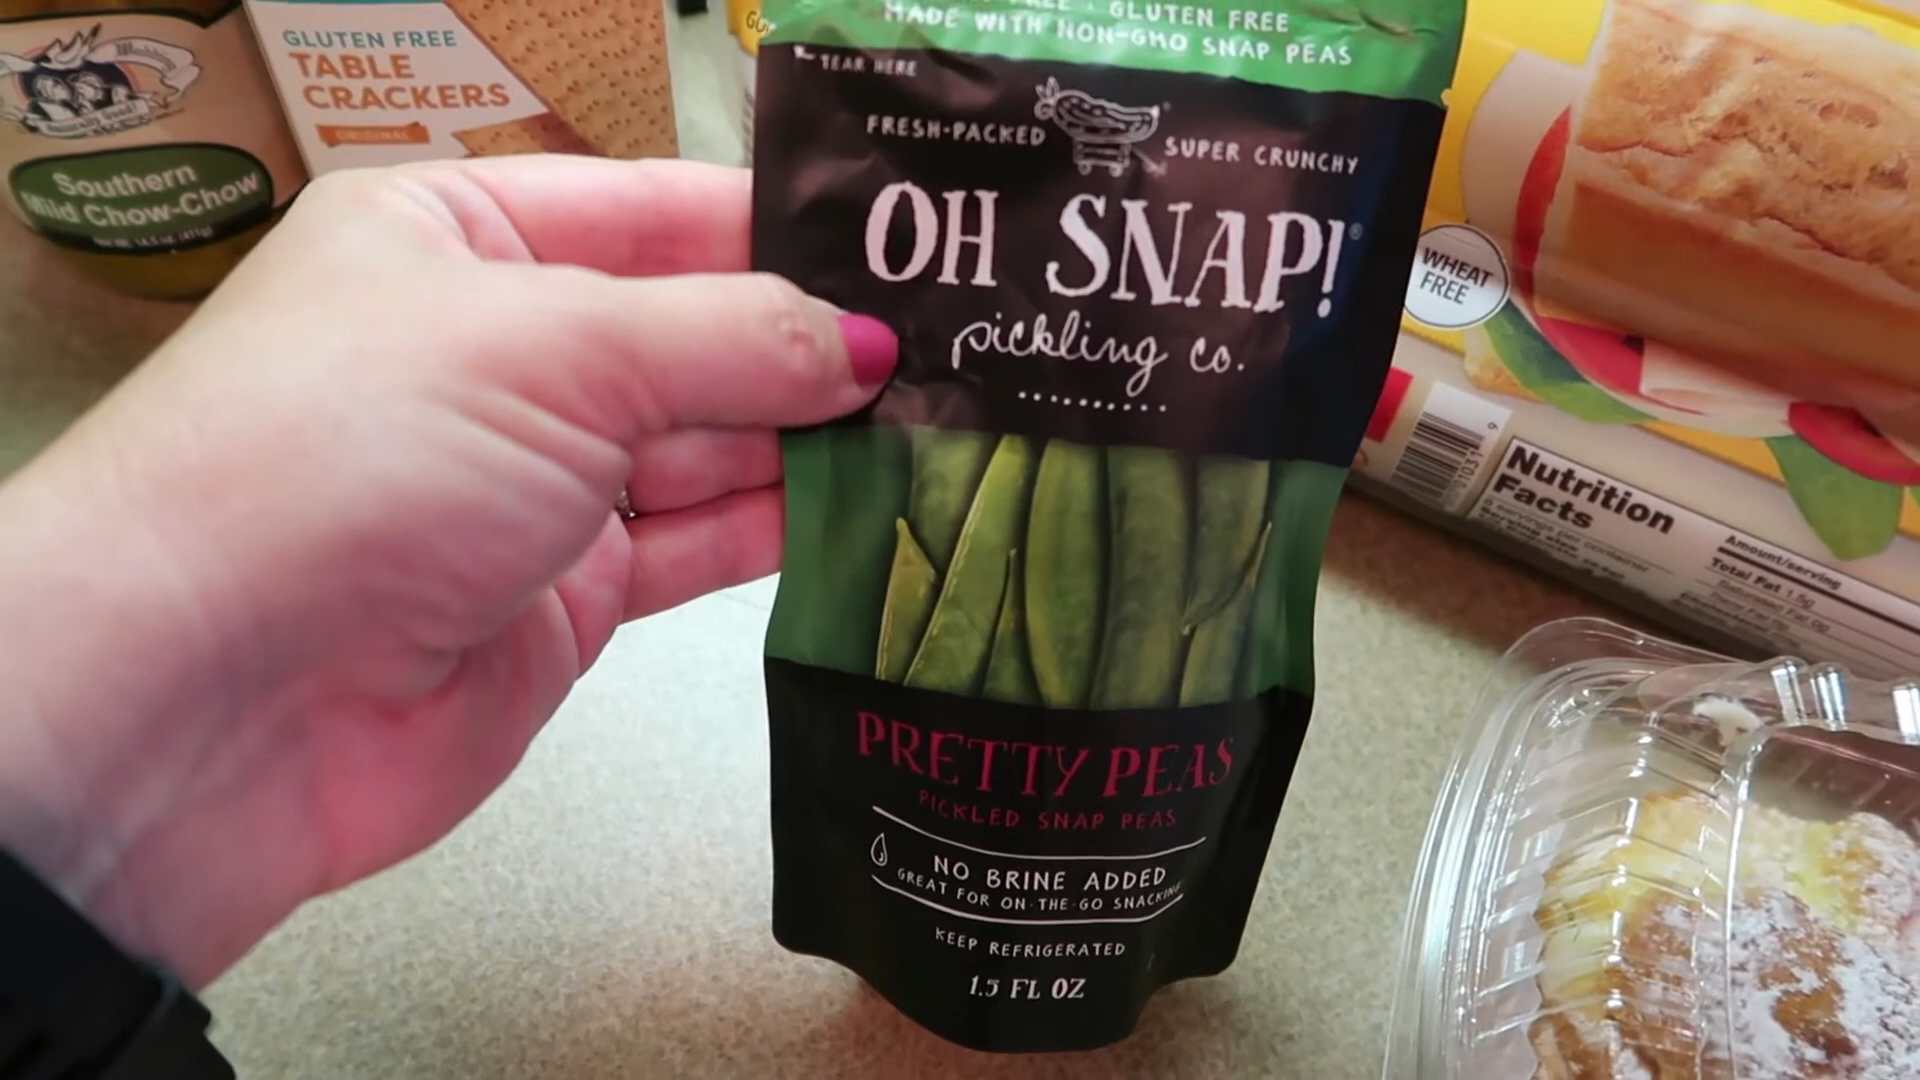 GLUTEN FREE
MADE WITH NON-GMO SNAP PEAS
TEAR HERE
FRESH-PACKED
SUPER CRUNCHY
OH SNAP!®
pickling co.
PRETTY PEAS
PICKLED SNAP PEAS
NO BRINE ADDED
GREAT FOR ON-THE-GO SNACKING
KEEP REFRIGERATED
1.5 FL OZ
Southern
Mild Chow-Chow
GLUTEN FREE
TABLE
CRACKERS
ORIGINAL
WHEAT
FREE
Nutrition
Facts
Amount/serving
Total Fat 1.5g